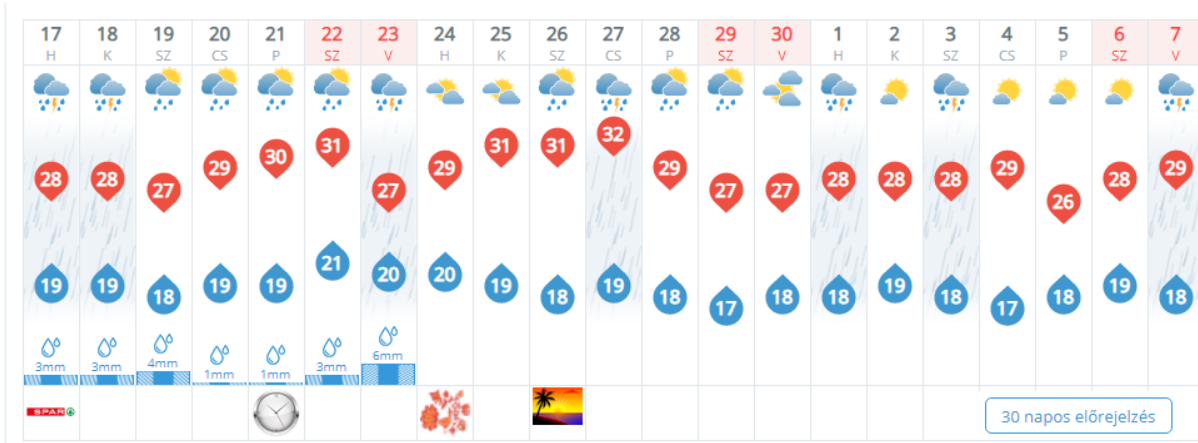 17 18 19 20 21 22 23 24 25 26 27 28 29 30 1 2 3 4 5 6 7
H K SZ CS P SZ V H K SZ CS P SZ V H K SZ CS P SZ V
28 28 27 29 30 31 27 29 31 31 32 29 27 27 28 28 28 29 26 28 29
19 19 18 19 19 21 20 20 19 18 19 18 17 18 18 19 18 17 18 19 18
3mm 3mm 4mm 1mm 1mm 3mm 6mm
SPAR
30 napos előrejelzés